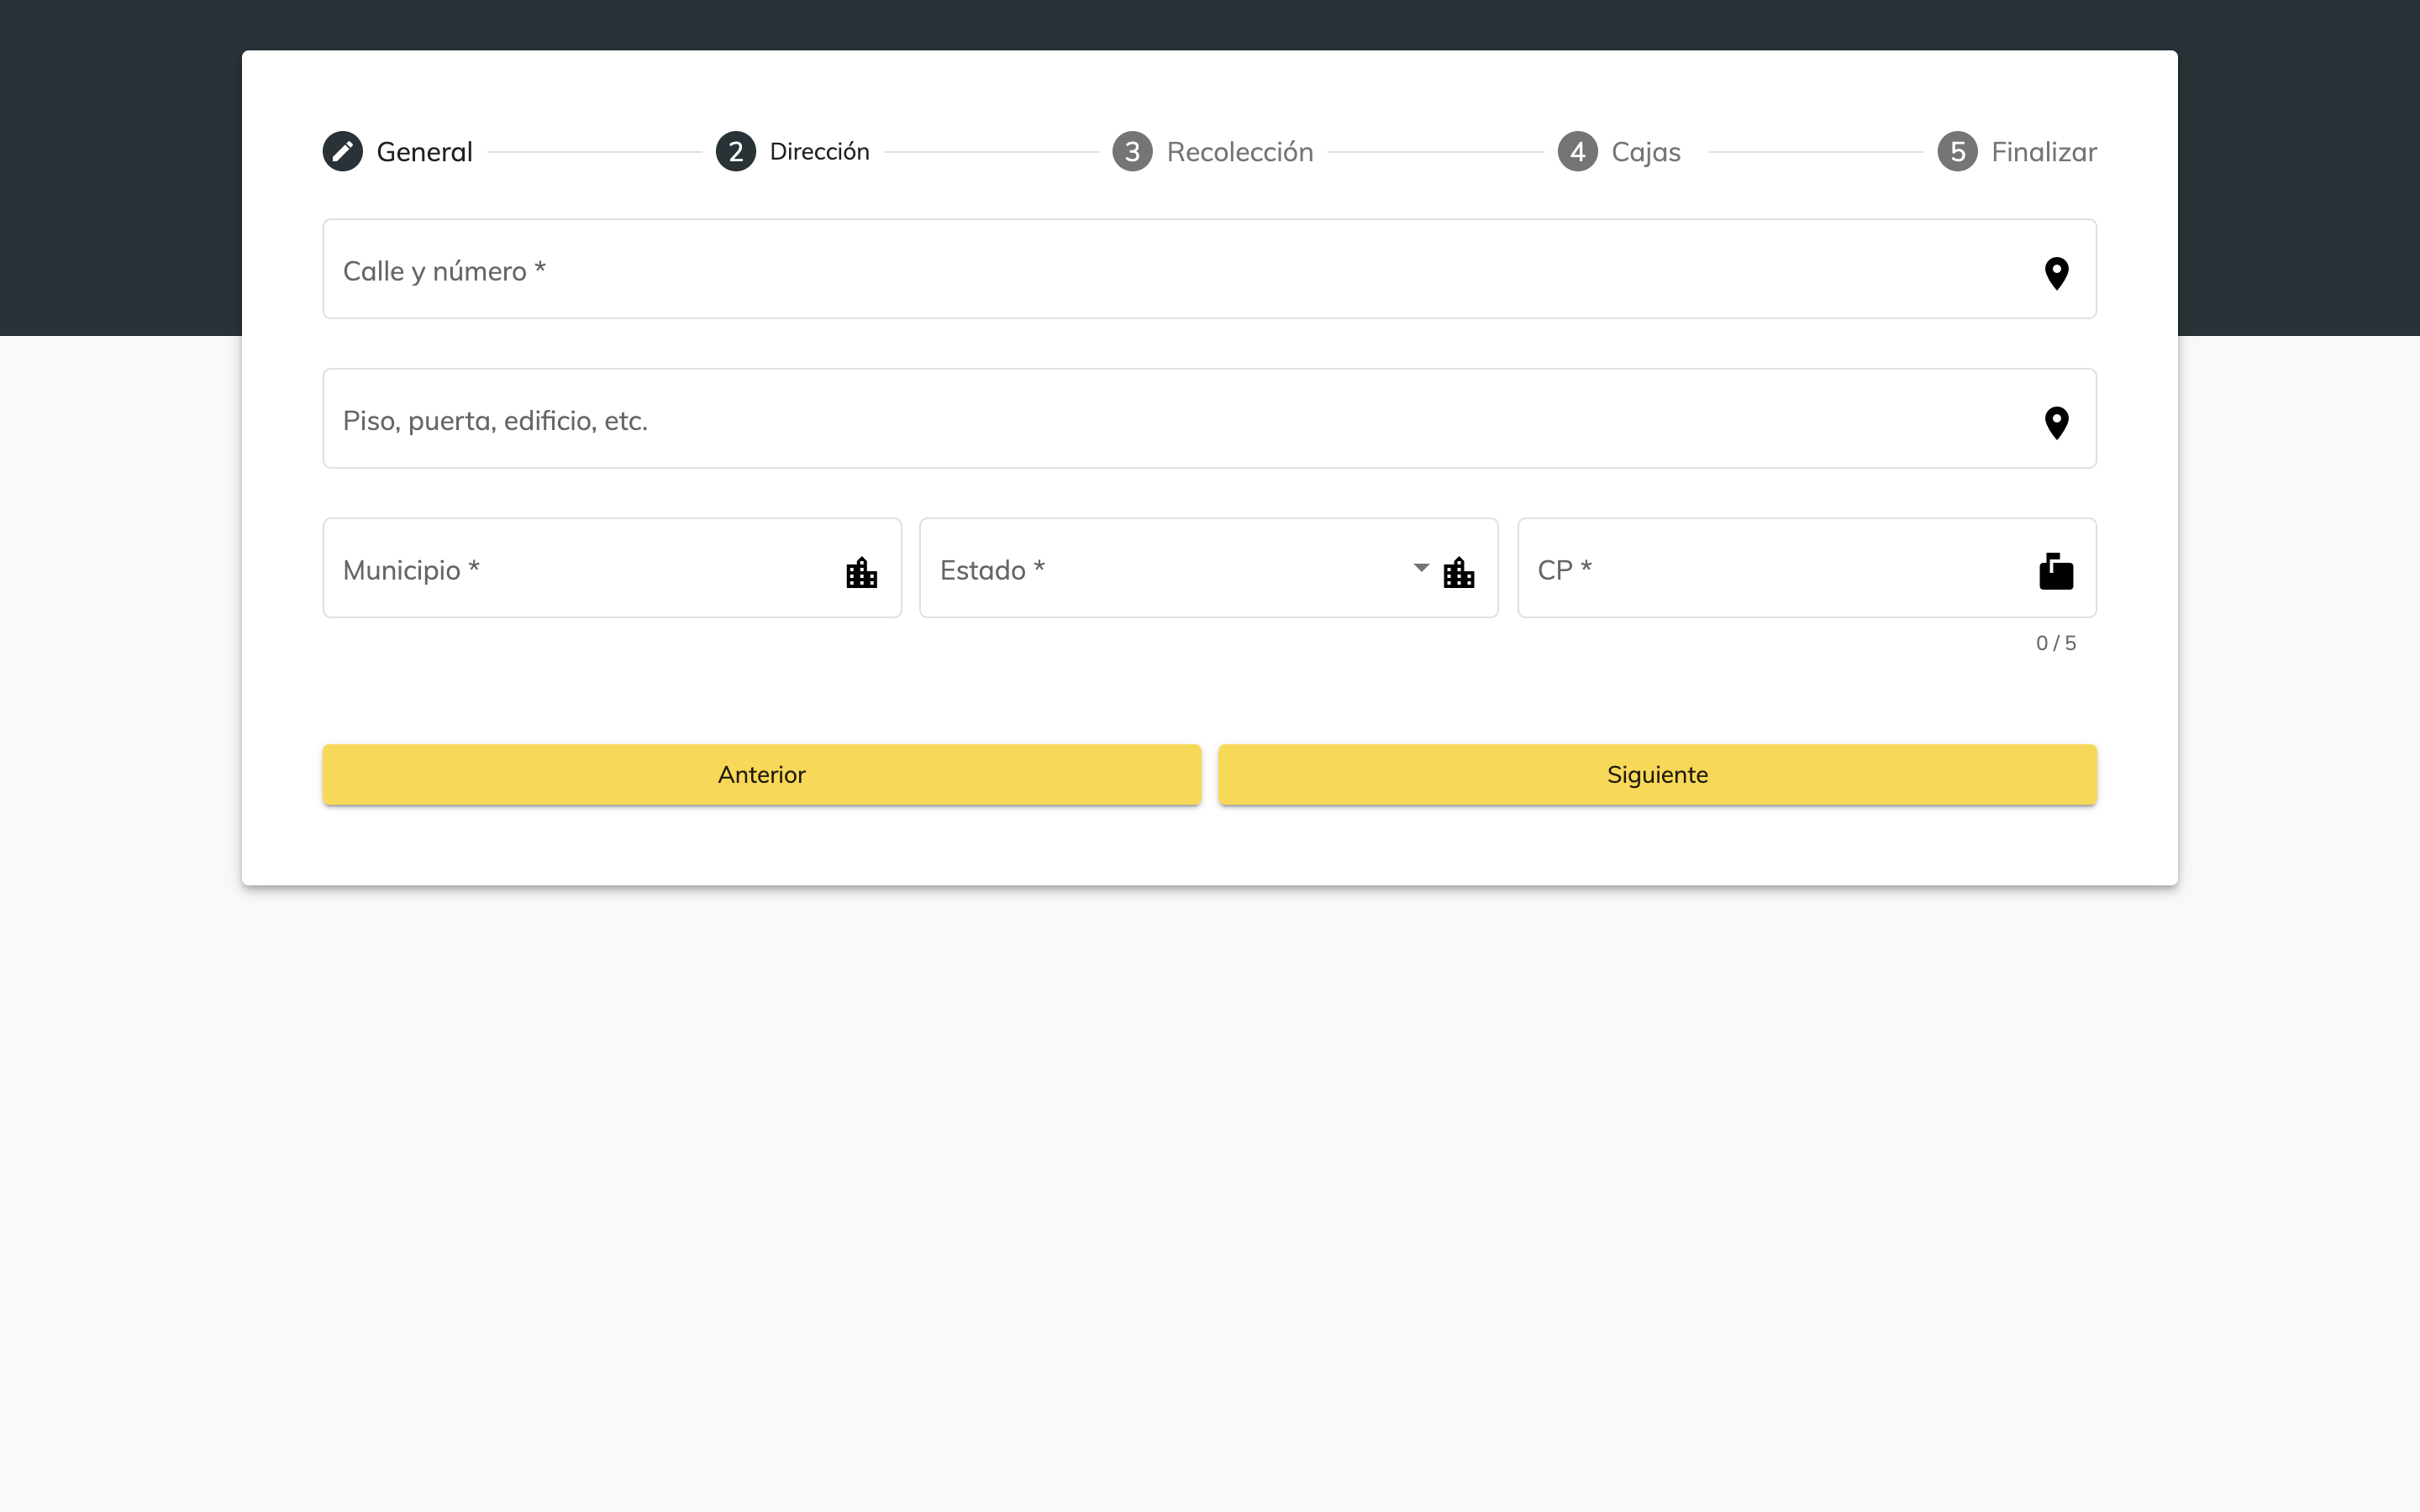 General 2 Dirección 3 Recolección 4 Cajas 5 Finalizar
Calle y número *
Piso, puerta, edificio, etc.
Municipio * Estado * CP *
0 / 5
Anterior Siguiente